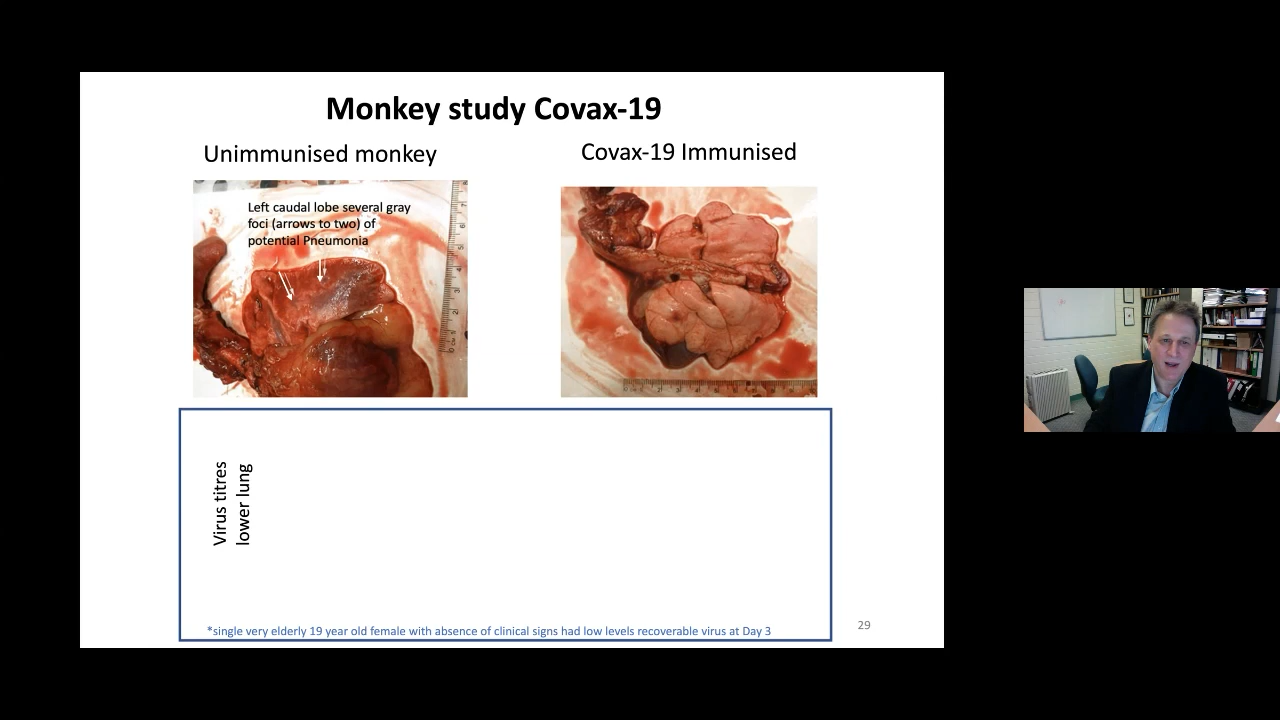 Monkey study Covax-19
Unimmunised monkey
Covax-19 Immunised
Left caudal lobe several gray
foci (arrows to two) of
potential Pneumonia
Virus titres
lower lung
*single very elderly 19 year old female with absence of clinical signs had low levels recoverable virus at Day 3
29